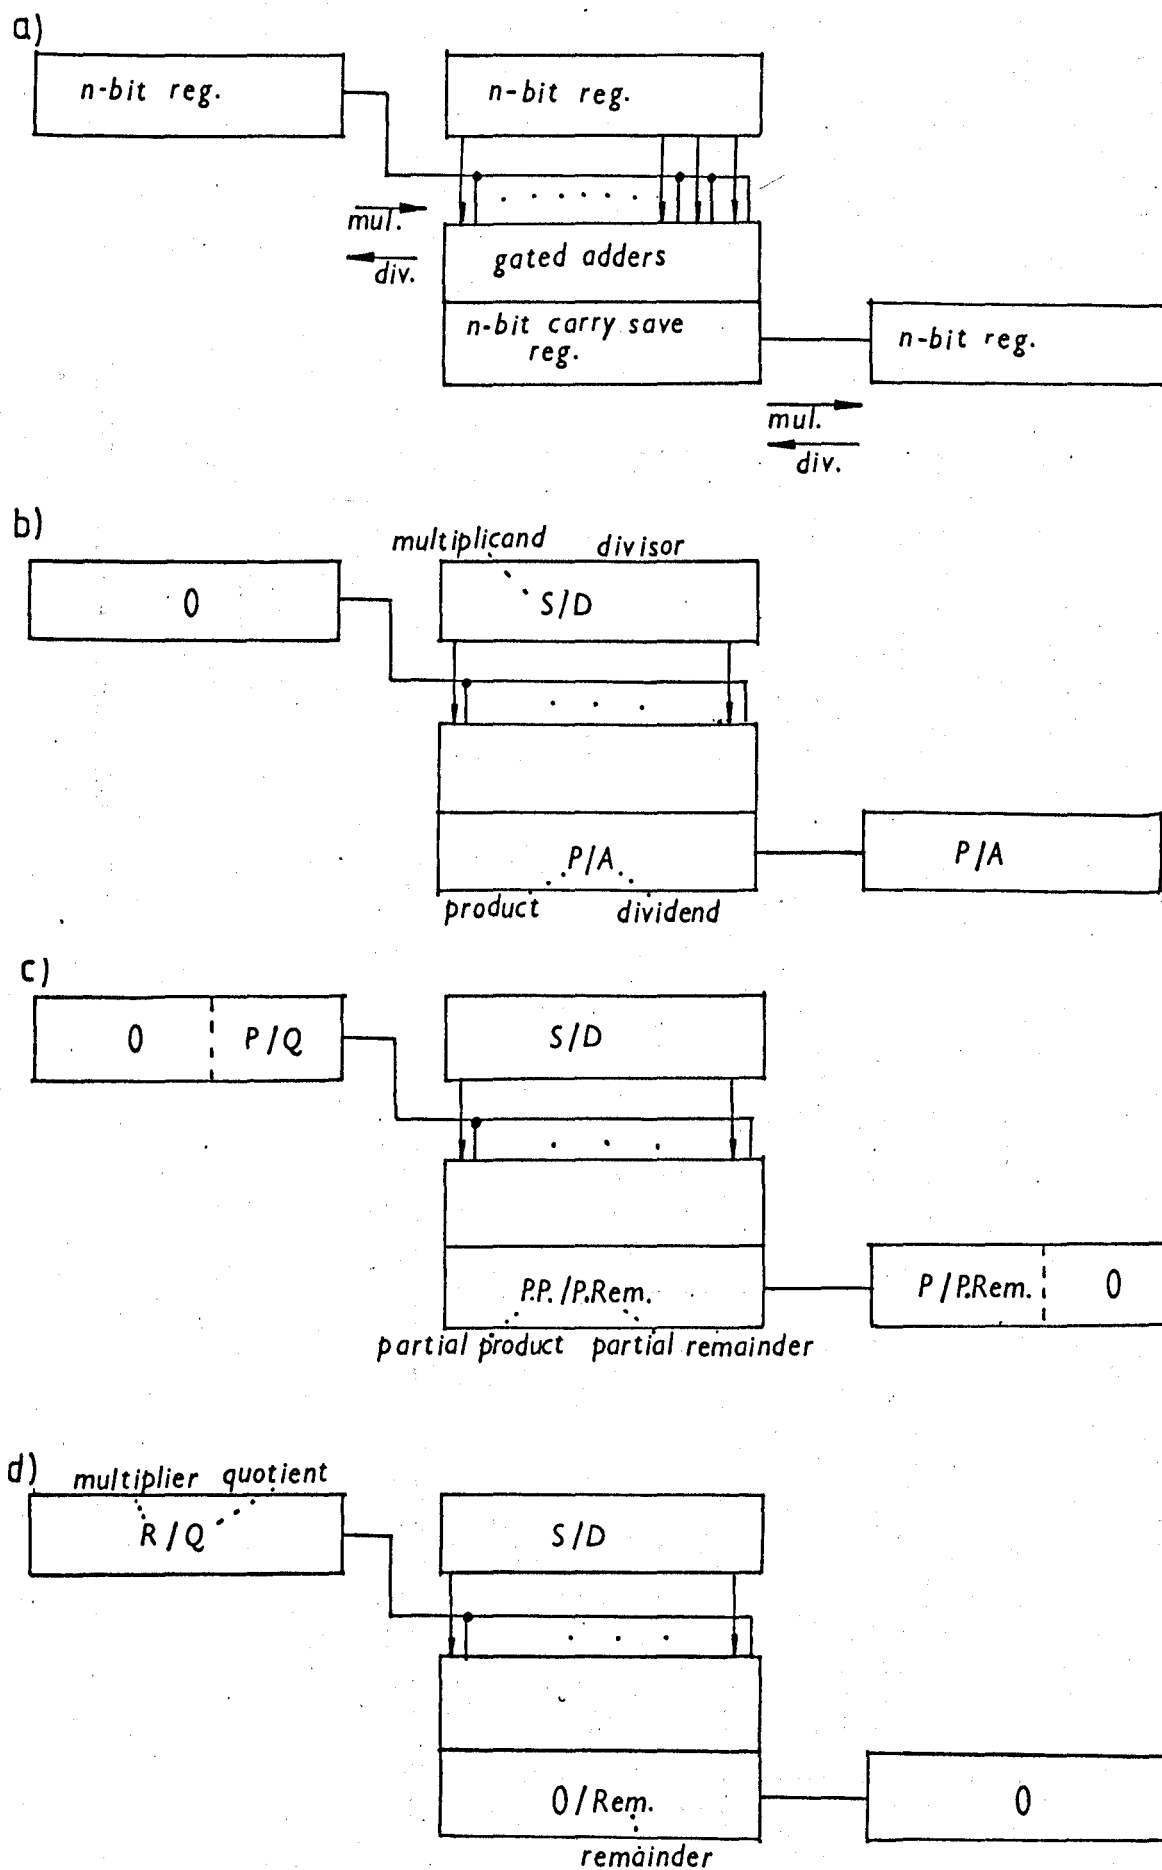 a)
n-bit reg.
n-bit reg.
mul.
div.
gated adders
n-bit carry save
reg.
n-bit reg.
mul.
div.
b)
multiplicand divisor
0
S/D
P/A
P/A
product dividend
c)
0 P/Q
S/D
P.P./P.Rem.
P/P.Rem. 0
partial product partial remainder
d)
multiplier quotient
R/Q
S/D
0/Rem.
0
remainder